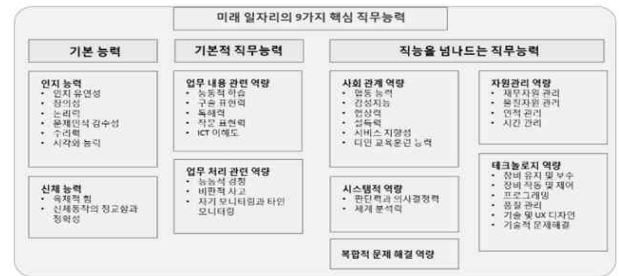 미래 일자리의 9가지 핵심 직무능력
기본 능력
인지 능력
• 인지 유연성
• 창의성
• 논리력
• 문제인식 감수성
• 수리력
• 시각화 능력
신체 능력
• 육체적 힘
• 신체동작의 정교함과
정확성
기본적 직무능력
업무 내용 관련 역량
• 능동적 학습
• 구술 표현력
• 독해력
• 작문 표현력
• ICT 이해도
업무 처리 관련 역량
• 능동적 경청
• 비판적 사고
• 자기 모니터링과 타인
모니터링
직능을 넘나드는 직무능력
사회 관계 역량
• 협동 능력
• 감성지능
• 협상력
• 설득력
• 서비스 지향성
• 타인 교육훈련 능력
시스템적 역량
• 판단력과 의사결정력
• 체계 분석력
복합적 문제 해결 역량
자원관리 역량
• 재무자원 관리
• 물질자원 관리
• 인적 관리
• 시간 관리
테크놀로지 역량
• 장비 유지 및 보수
• 장비 작동 및 제어
• 프로그래밍
• 품질 관리
• 기술 및 UX 디자인
• 기술적 문제해결